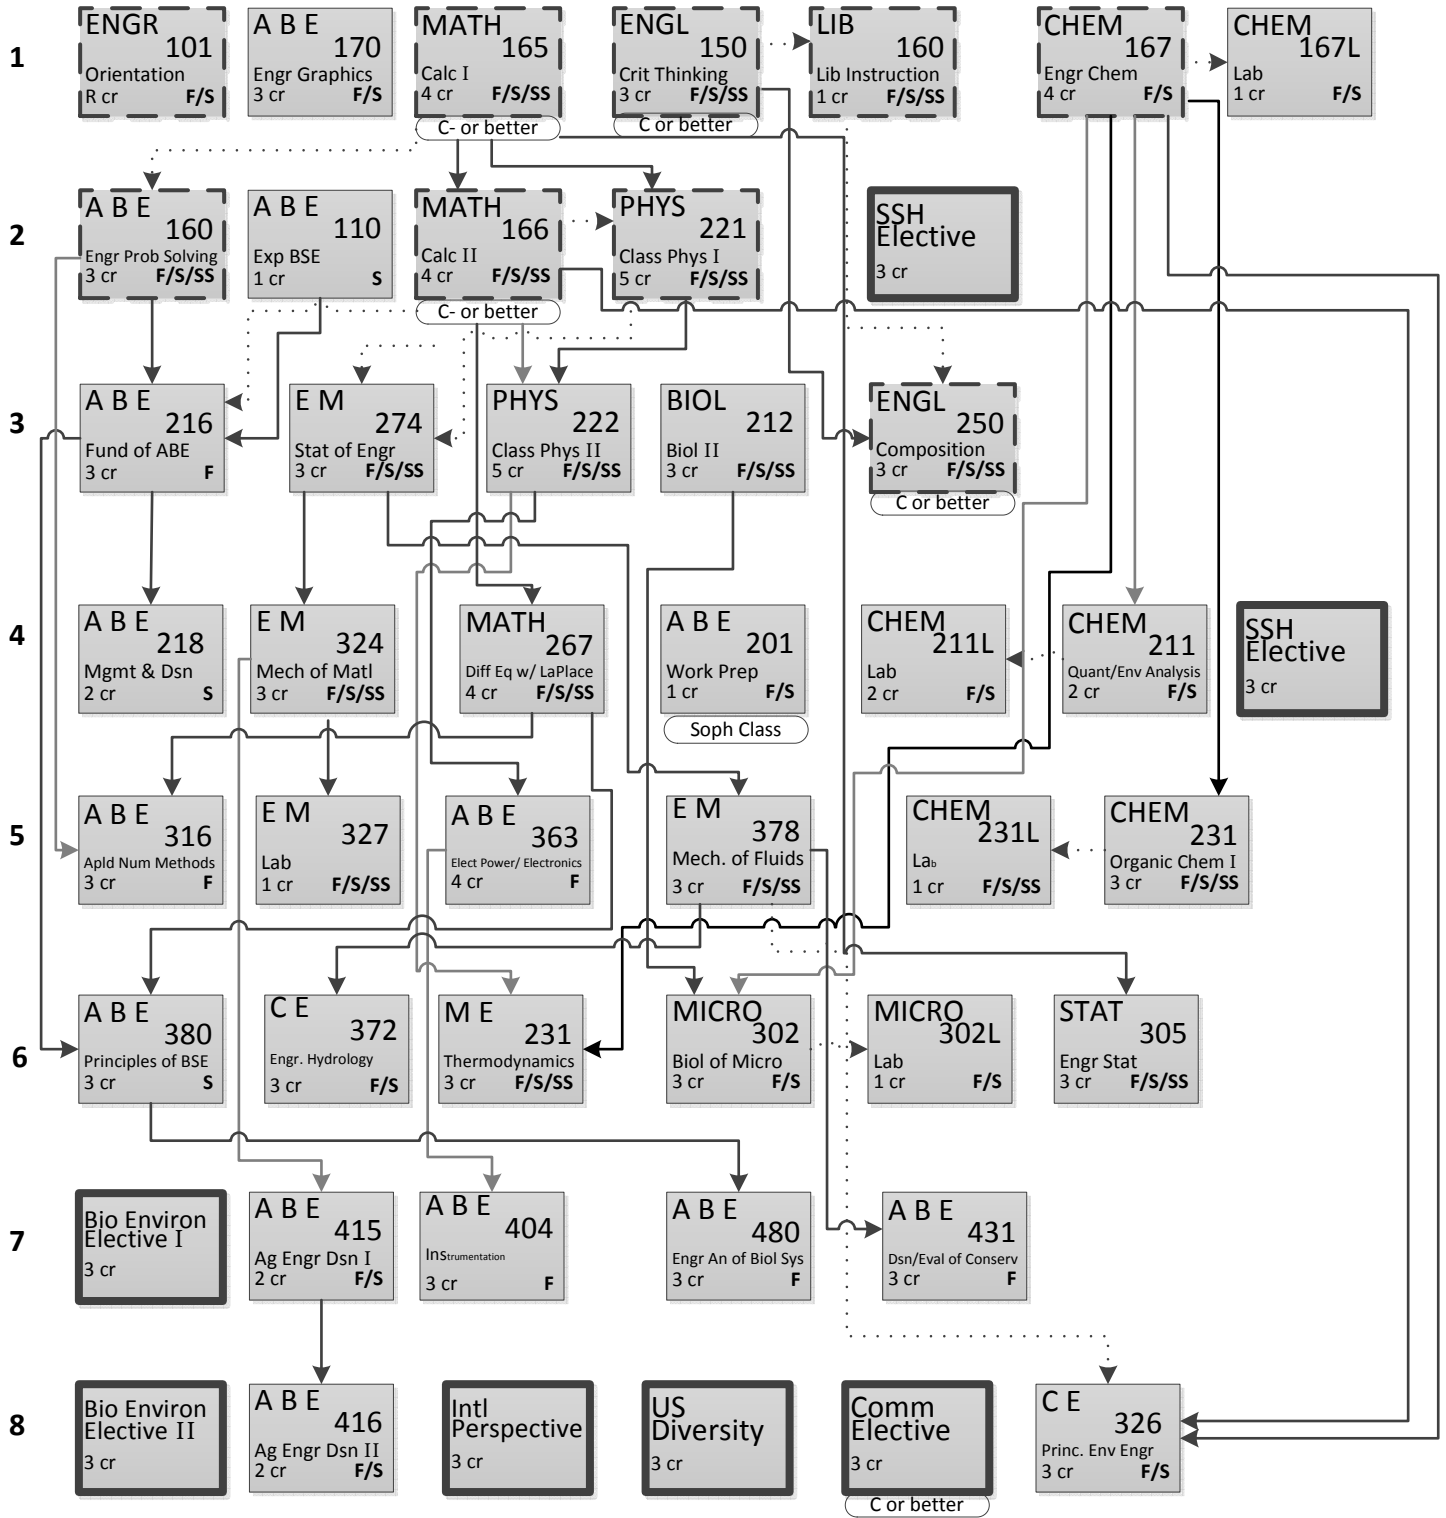 1
ENGR
101
Orientation
R cr F/S
A B E
170
Engr Graphics
3 cr F/S
MATH
165
Calc I
4 cr F/S/SS
C- or better
ENGL
150
Crit Thinking
3 cr F/S/SS
C or better
LIB
160
Lib Instruction
1 cr F/S/SS
CHEM
167
Engr Chem
4 cr F/S
CHEM
167L
Lab
1 cr F/S
2
A B E
160
Engr Prob Solving
3 cr F/S/SS
A B E
110
Exp BSE
1 cr S
MATH
166
Calc II
4 cr F/S/SS
C- or better
PHYS
221
Class Phys I
5 cr F/S/SS
SSH
Elective
3 cr
3
A B E
216
Fund of ABE
3 cr F
E M
274
Stat of Engr
3 cr F/S/SS
PHYS
222
Class Phys II
5 cr F/S/SS
BIOL
212
Biol II
3 cr F/S/SS
ENGL
250
Composition
3 cr F/S/SS
C or better
4
A B E
218
Mgmt & Dsn
2 cr S
E M
324
Mech of Matl
3 cr F/S/SS
MATH
267
Diff Eq w/ LaPlace
4 cr F/S/SS
A B E
201
Work Prep
1 cr F/S
Soph Class
CHEM
211L
Lab
2 cr F/S
CHEM
211
Quant/Env Analysis
2 cr F/S
SSH
Elective
3 cr
5
A B E
316
Apld Num Methods
3 cr F
E M
327
Lab
1 cr F/S/SS
A B E
363
Elect Power/ Electronics
4 cr F
E M
378
Mech. of Fluids
3 cr F/S/SS
CHEM
231L
Lab
1 cr F/S/SS
CHEM
231
Organic Chem I
3 cr F/S/SS
6
A B E
380
Principles of BSE
3 cr S
C E
372
Engr. Hydrology
3 cr F/S
M E
231
Thermodynamics
3 cr F/S/SS
MICRO
302
Biol of Micro
3 cr F/S
MICRO
302L
Lab
1 cr F/S
STAT
305
Engr Stat
3 cr F/S/SS
7
Bio Environ
Elective I
3 cr
A B E
415
Ag Engr Dsn I
2 cr F/S
A B E
404
Instrumentation
3 cr F
A B E
480
Engr An of Biol Sys
3 cr F
A B E
431
Dsn/Eval of Conserv
3 cr F
8
Bio Environ
Elective II
3 cr
A B E
416
Ag Engr Dsn II
2 cr F/S
Intl
Perspective
3 cr
US
Diversity
3 cr
Comm
Elective
3 cr
C or better
C E
326
Princ. Env Engr
3 cr F/S